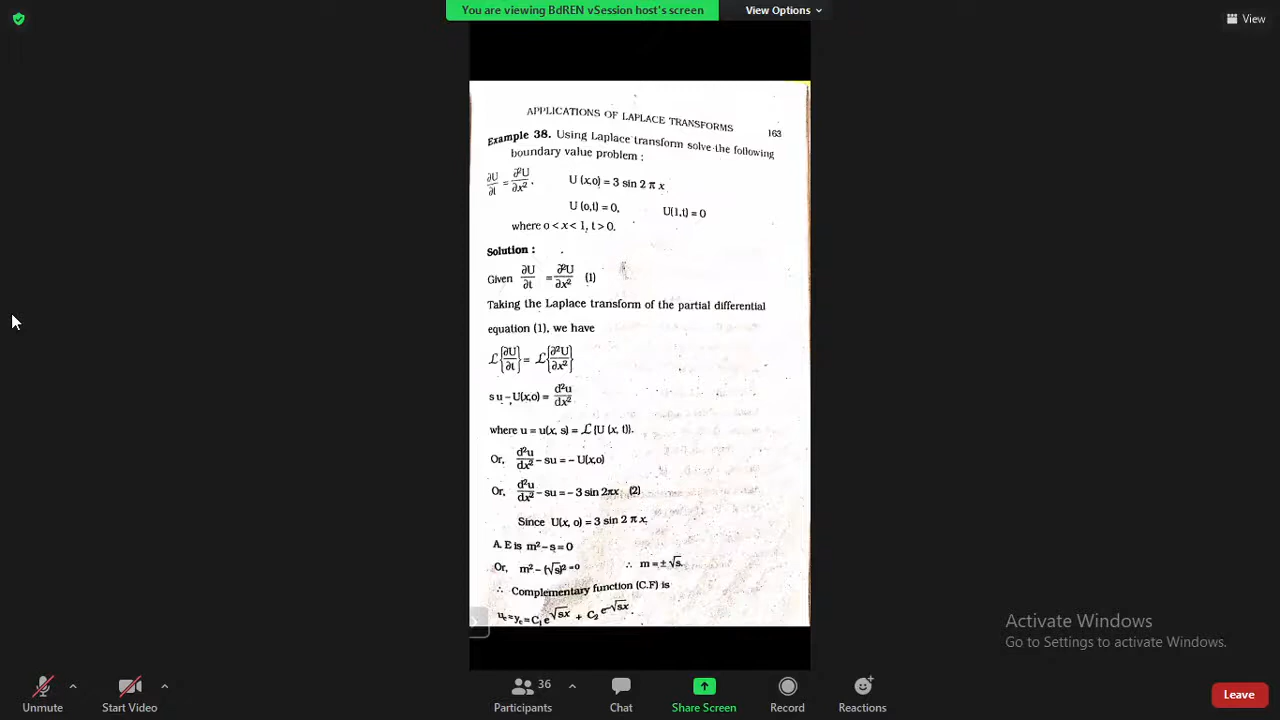 You are viewing BdREN vSession host's screen
View Options
View
APPLICATIONS OF LAPLACE TRANSFORMS 163
Example 38. Using Laplace transform solve the following
boundary value problem :
∂U/∂t = ∂²U/∂x², U (x,o) = 3 sin 2 π x
U (o,t) = 0, U(1,t) = 0
where o < x < 1, t > 0.
Solution :
Given ∂U/∂t = ∂²U/∂x² (1)
Taking the Laplace transform of the partial differential
equation (1), we have
ℒ{∂U/∂t} = ℒ{∂²U/∂x²}
s u – U(x,o) = d²u/dx²
where u = u(x, s) = ℒ {U (x, t)}.
Or, d²u/dx² – su = – U(x,o)
Or, d²u/dx² – su = – 3 sin 2πx (2)
Since U(x, o) = 3 sin 2 π x.
A. E is m² – s = 0
Or, m² – (√s)² = 0 ∴ m = ± √s.
∴ Complementary function (C.F) is
u_c = y_c = C₁ e^√sx + C₂ e^–√sx.
Activate Windows
Go to Settings to activate Windows.
Unmute
Start Video
36
Participants
Chat
Share Screen
Record
Reactions
Leave